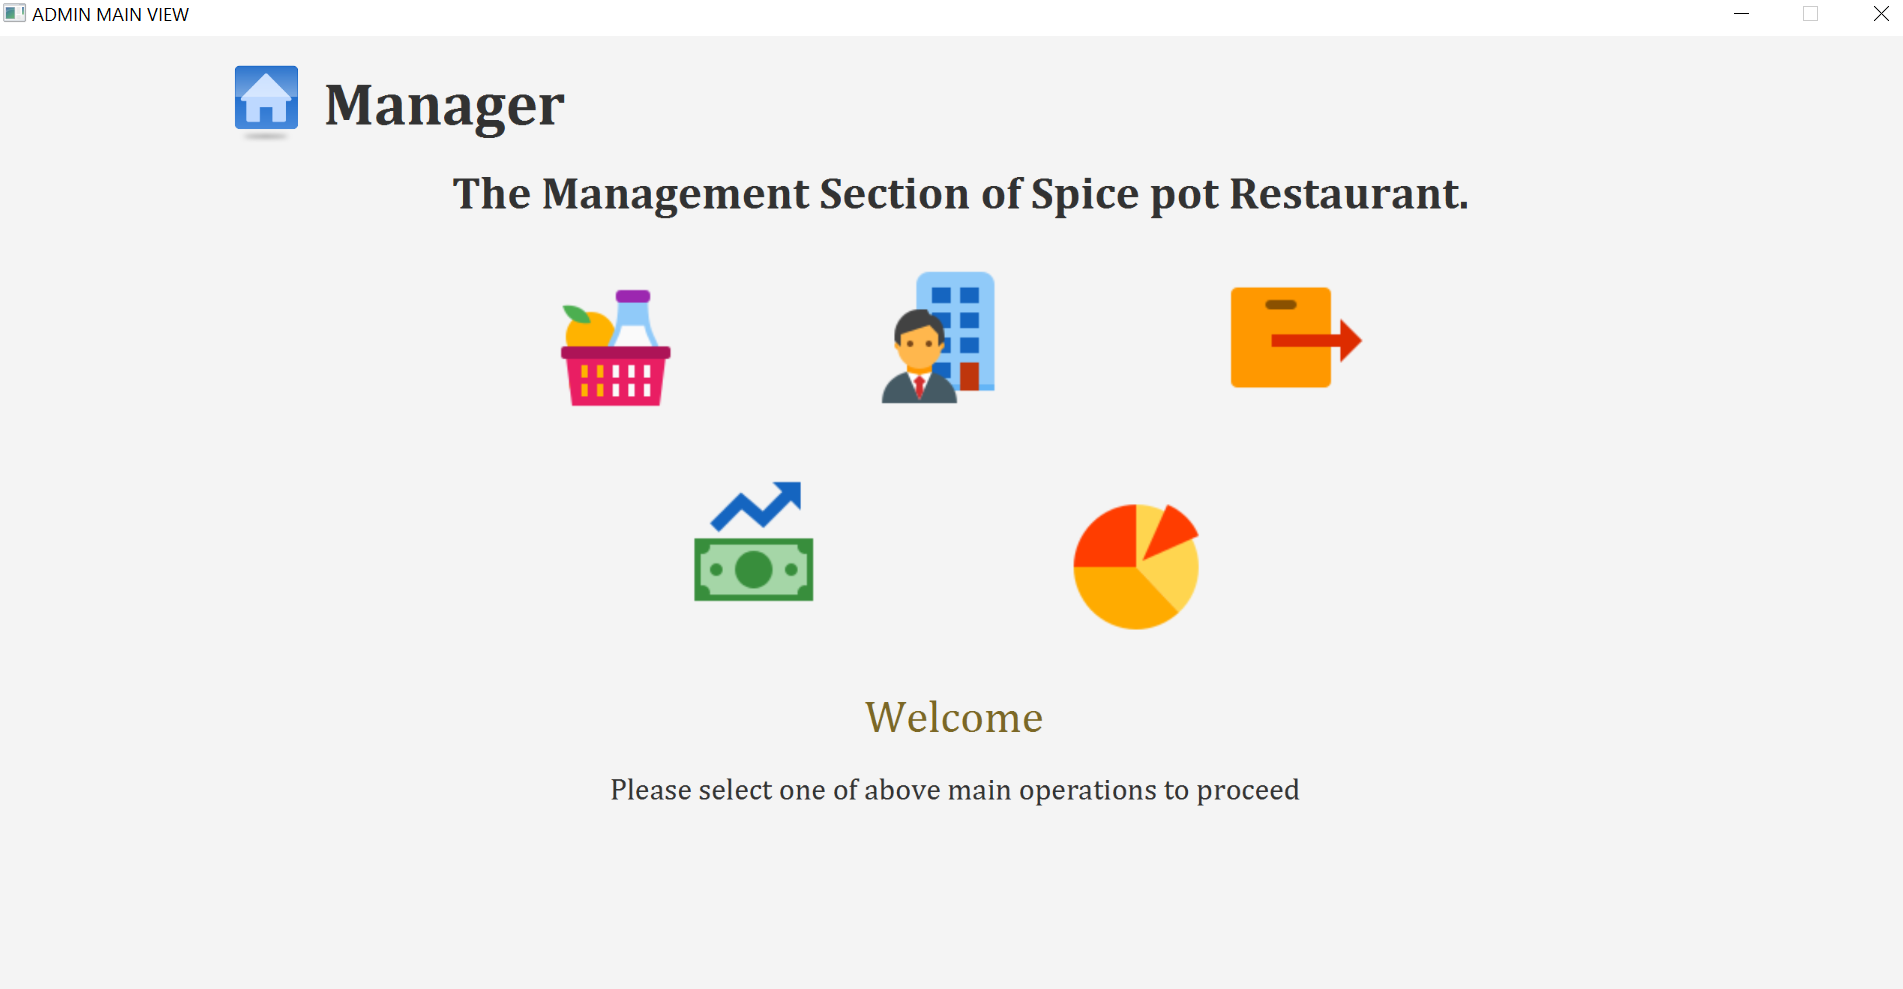 ADMIN MAIN VIEW
Manager
The Management Section of Spice pot Restaurant.
Welcome
Please select one of above main operations to proceed